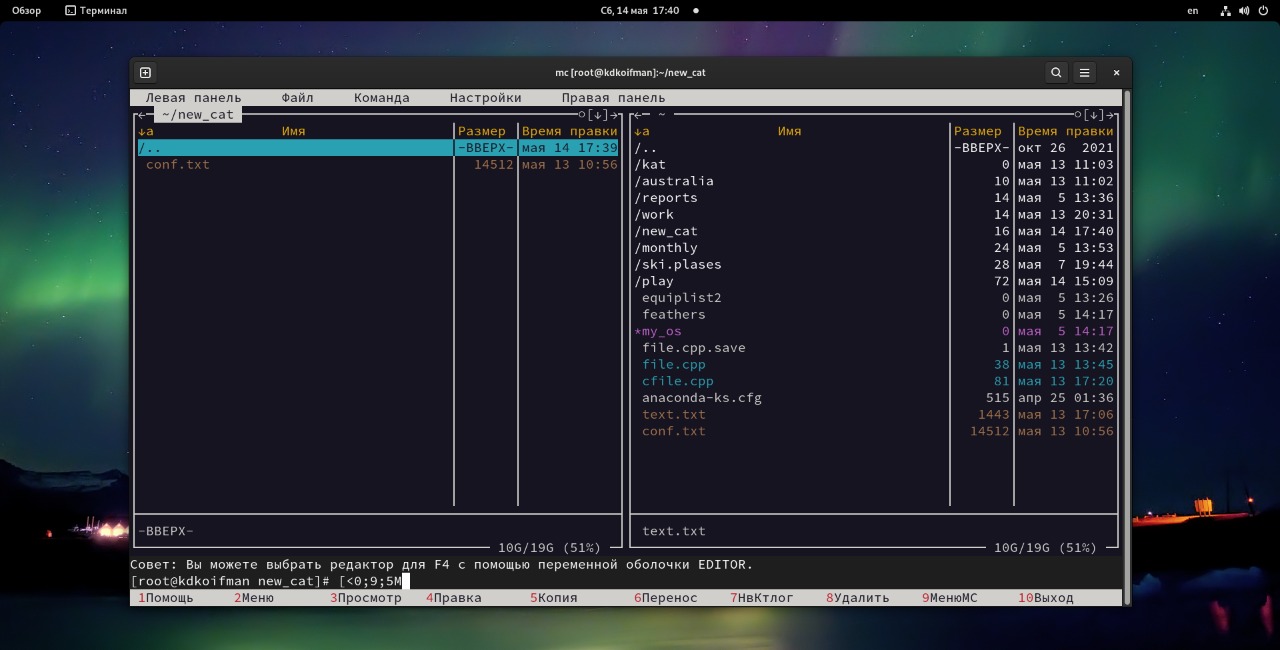 Обзор Терминал Сб, 14 мая 17:40 en
mc [root@kdkoifman]:~/new_cat
Левая панель Файл Команда Настройки Правая панель
~/new_cat [↓] ~ [↓]
↓а Имя Размер Время правки ↓а Имя Размер Время правки
/.. -ВВЕРХ- мая 14 17:39 /.. -ВВЕРХ- окт 26 2021
conf.txt 14512 мая 13 10:56 /kat 0 мая 13 11:03
/australia 10 мая 13 11:02
/reports 14 мая 5 13:36
/work 14 мая 13 20:31
/new_cat 16 мая 14 17:40
/monthly 24 мая 5 13:53
/ski.plases 28 мая 7 19:44
/play 72 мая 14 15:09
equiplist2 0 мая 5 13:26
feathers 0 мая 5 14:17
*my_os 0 мая 5 14:17
file.cpp.save 1 мая 13 13:42
file.cpp 38 мая 13 13:45
cfile.cpp 81 мая 13 17:20
anaconda-ks.cfg 515 апр 25 01:36
text.txt 1443 мая 13 17:06
conf.txt 14512 мая 13 10:56
-ВВЕРХ- text.txt
10G/19G (51%) 10G/19G (51%)
Совет: Вы можете выбрать редактор для F4 с помощью переменной оболочки EDITOR.
[root@kdkoifman new_cat]# [<0;9;5M
1Помощь 2Меню 3Просмотр 4Правка 5Копия 6Перенос 7НвКтлог 8Удалить 9МенюМС 10Выход